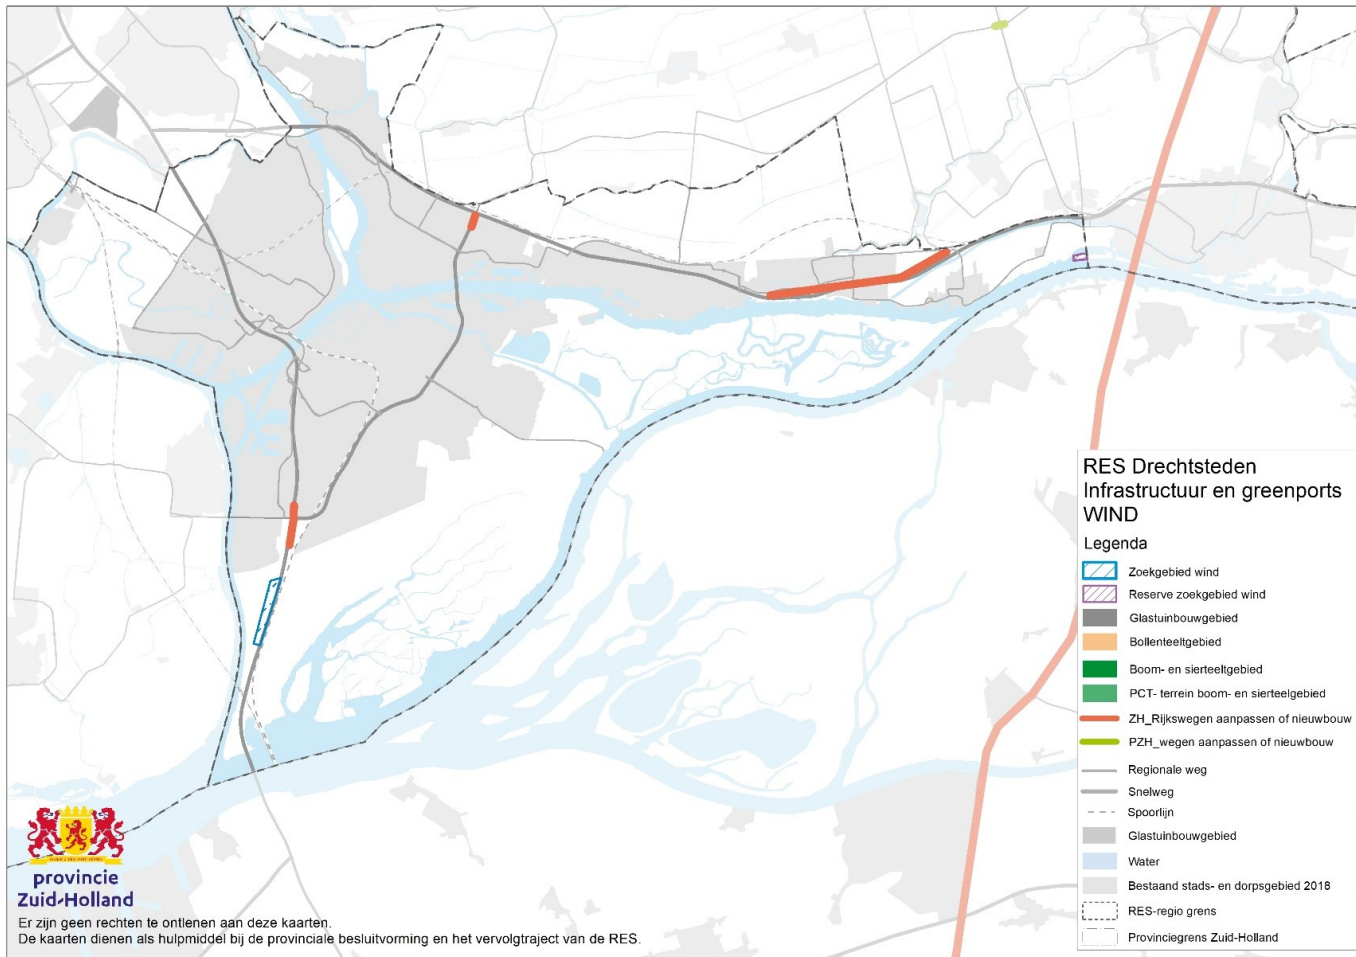 RES Drechtsteden
Infrastructuur en greenports
WIND
Legenda
Zoekgebied wind
Reserve zoekgebied wind
Glastuinbouwgebied
Bollenteeltgebied
Boom- en sierteeltgebied
PCT- terrein boom- en sierteelgebied
ZH_Rijkswegen aanpassen of nieuwbouw
PZH_wegen aanpassen of nieuwbouw
Regionale weg
Snelweg
Spoorlijn
Glastuinbouwgebied
Water
Bestaand stads- en dorpsgebied 2018
RES-regio grens
Provinciegrens Zuid-Holland
provincie
Zuid-Holland
Er zijn geen rechten te ontlenen aan deze kaarten.
De kaarten dienen als hulpmiddel bij de provinciale besluitvorming en het vervolgtraject van de RES.